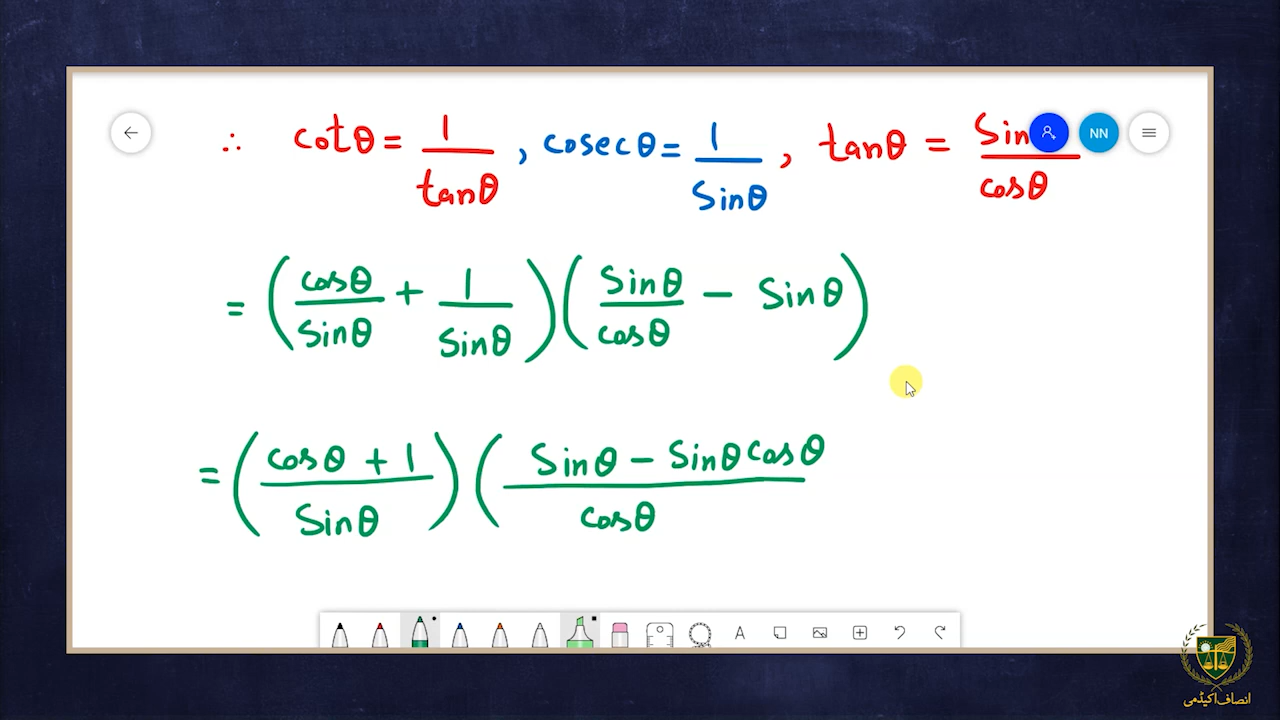 ∴ cotθ = 1/tanθ , cosecθ = 1/Sinθ , tanθ = Sin/cosθ
NN
= (cosθ/Sinθ + 1/Sinθ)(Sinθ/cosθ − Sinθ)
= (cosθ + 1/Sinθ)(Sinθ − Sinθcosθ/cosθ
A
انصاف اکیڈمی